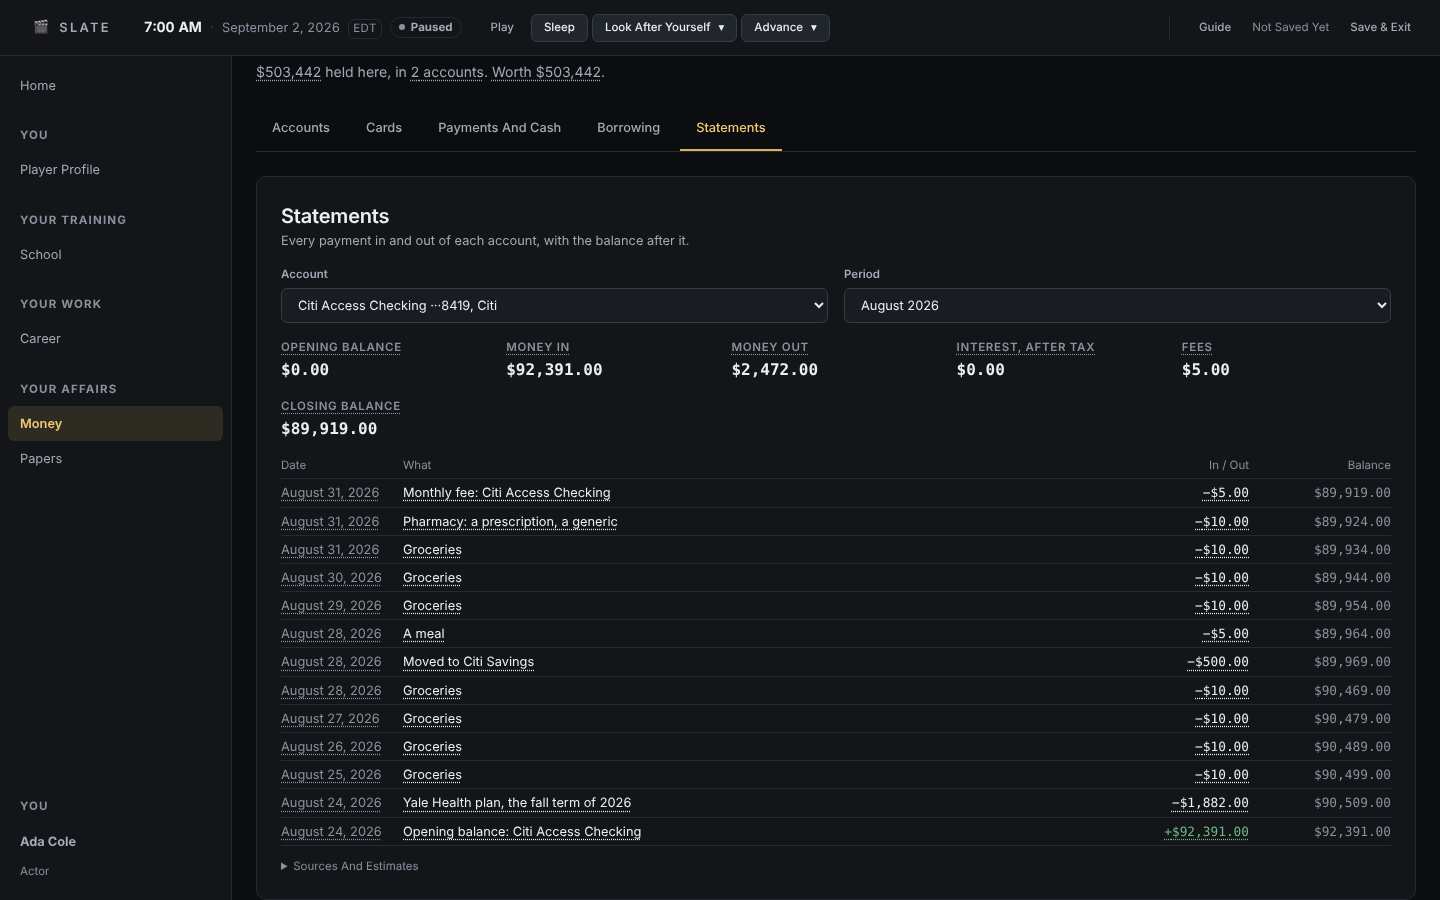 SLATE
7:00 AM · September 2, 2026 EDT Paused Play Sleep Look After Yourself ▾ Advance ▾ Guide Not Saved Yet Save & Exit
Home
YOU
Player Profile
YOUR TRAINING
School
YOUR WORK
Career
YOUR AFFAIRS
Money
Papers
YOU
Ada Cole
Actor
$503,442 held here, in 2 accounts. Worth $503,442.
Accounts Cards Payments And Cash Borrowing Statements
Statements
Every payment in and out of each account, with the balance after it.
Account Period
Citi Access Checking ···8419, Citi August 2026
OPENING BALANCE MONEY IN MONEY OUT INTEREST, AFTER TAX FEES
$0.00 $92,391.00 $2,472.00 $0.00 $5.00
CLOSING BALANCE
$89,919.00
Date What In / Out Balance
August 31, 2026 Monthly fee: Citi Access Checking −$5.00 $89,919.00
August 31, 2026 Pharmacy: a prescription, a generic −$10.00 $89,924.00
August 31, 2026 Groceries −$10.00 $89,934.00
August 30, 2026 Groceries −$10.00 $89,944.00
August 29, 2026 Groceries −$10.00 $89,954.00
August 28, 2026 A meal −$5.00 $89,964.00
August 28, 2026 Moved to Citi Savings −$500.00 $89,969.00
August 28, 2026 Groceries −$10.00 $90,469.00
August 27, 2026 Groceries −$10.00 $90,479.00
August 26, 2026 Groceries −$10.00 $90,489.00
August 25, 2026 Groceries −$10.00 $90,499.00
August 24, 2026 Yale Health plan, the fall term of 2026 −$1,882.00 $90,509.00
August 24, 2026 Opening balance: Citi Access Checking +$92,391.00 $92,391.00
▶ Sources And Estimates